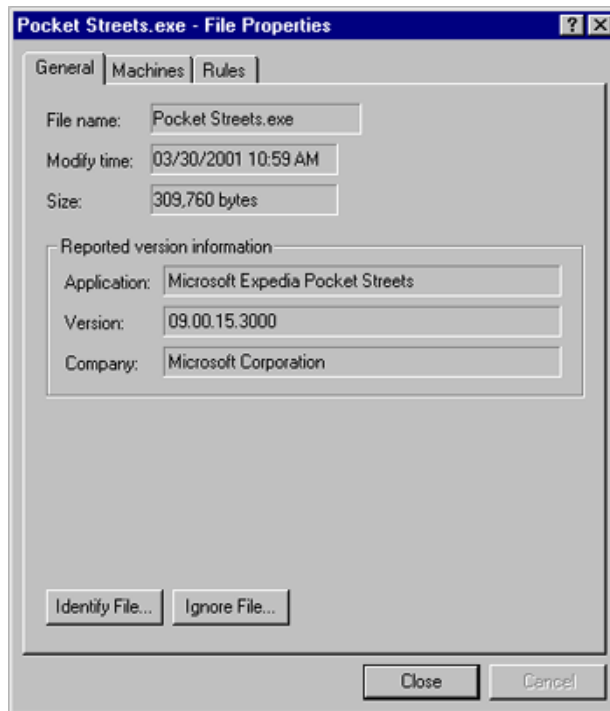 Pocket Streets.exe - File Properties
General Machines Rules
File name: Pocket Streets.exe
Modify time: 03/30/2001 10:59 AM
Size: 309,760 bytes
Reported version information
Application: Microsoft Expedia Pocket Streets
Version: 09.00.15.3000
Company: Microsoft Corporation
Identify File... Ignore File...
Close Cancel